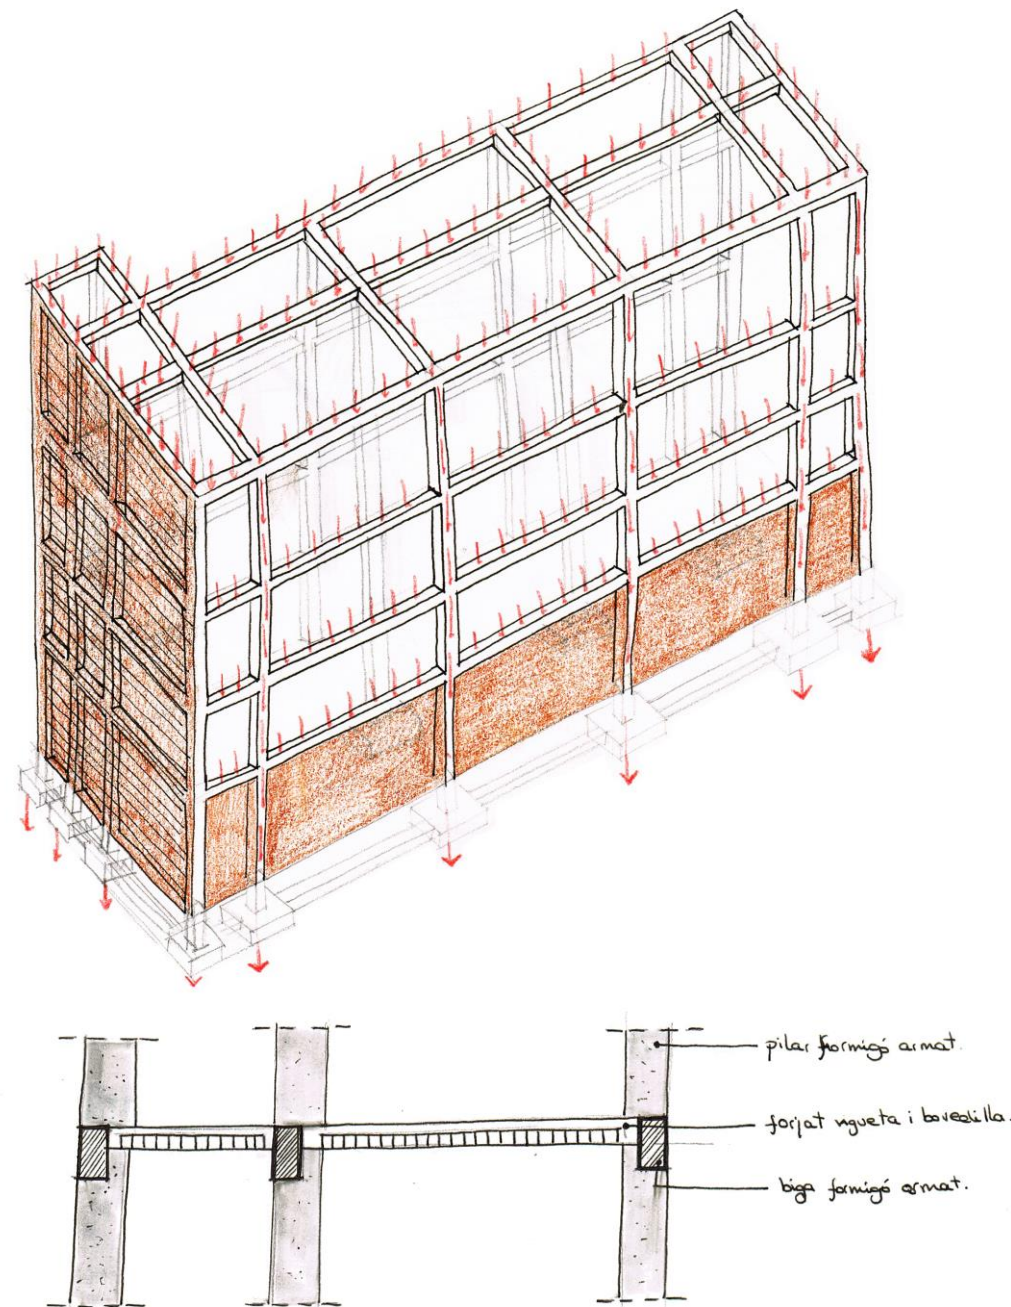 pilar formigó armat.
forjat vigueta i bovedilla.
biga formigó armat.